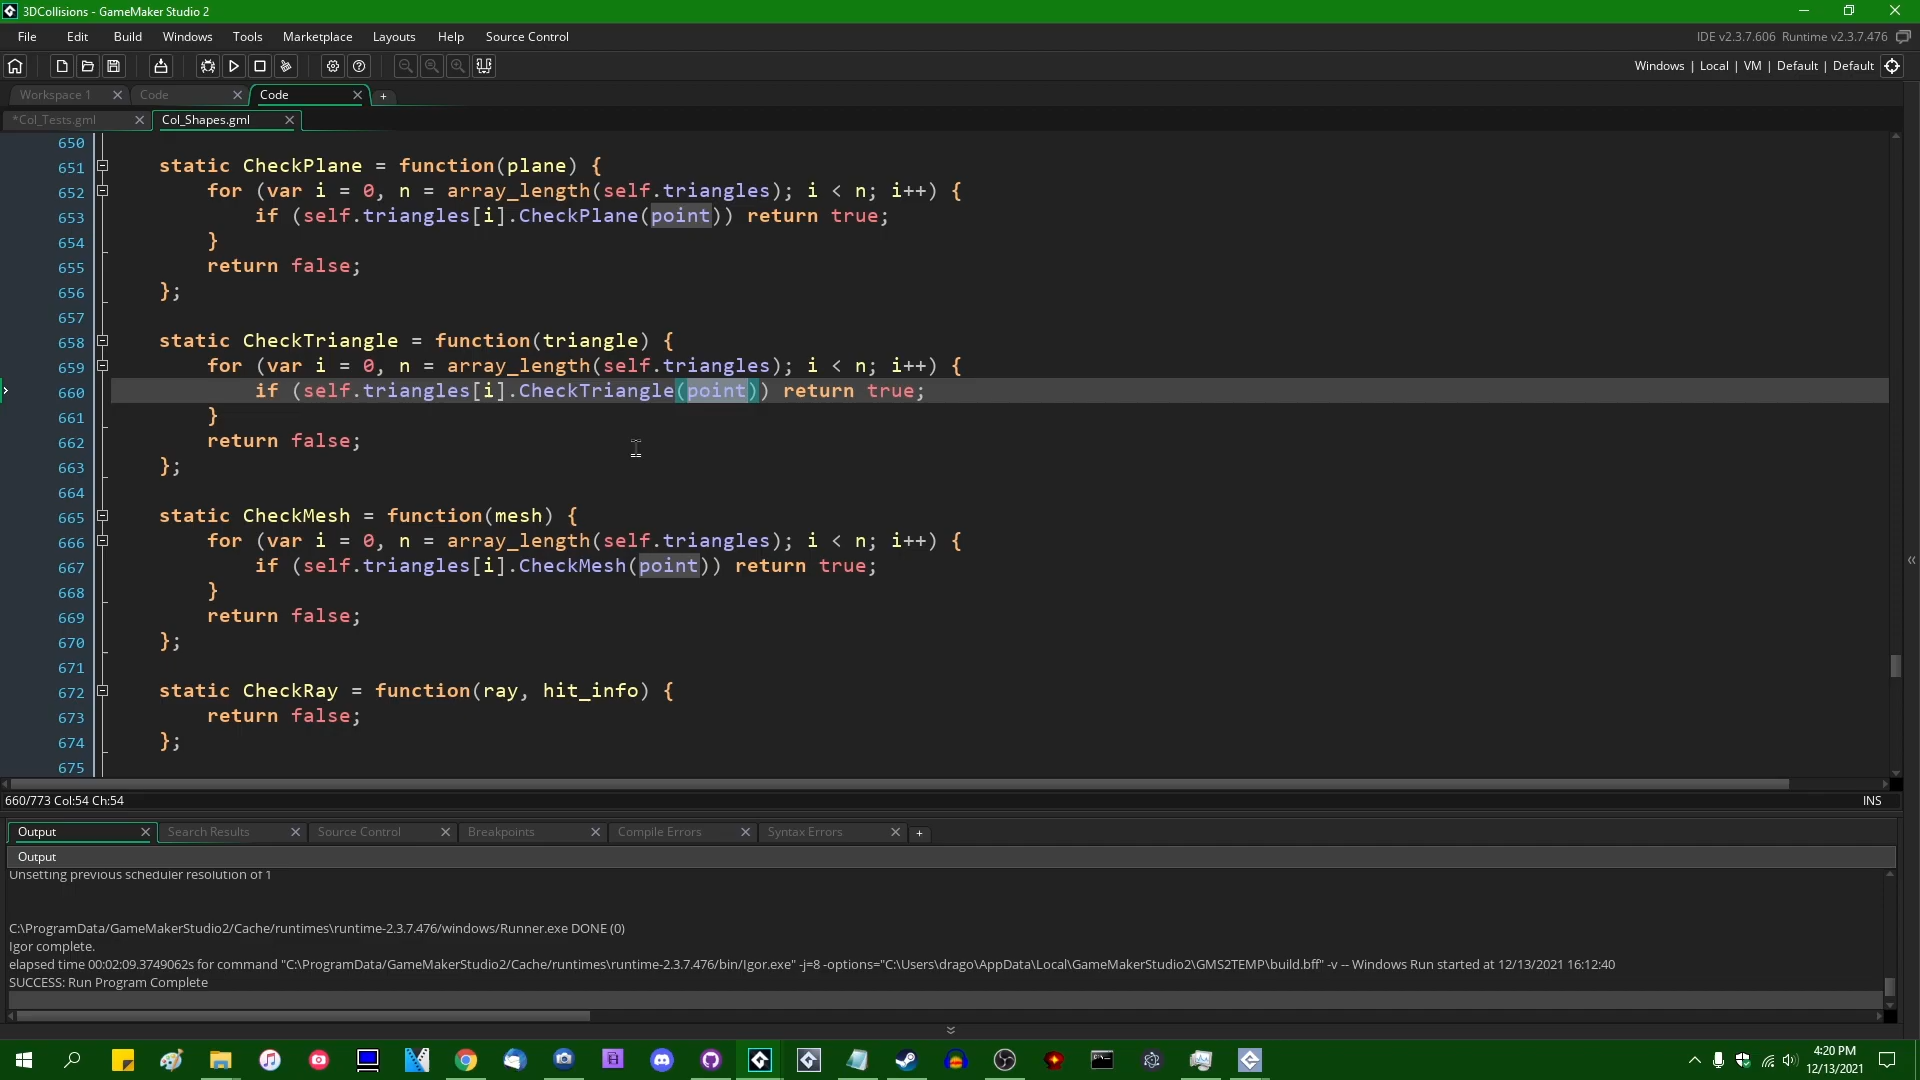 3DCollisions - GameMaker Studio 2
File Edit Build Windows Tools Marketplace Layouts Help Source Control
IDE v2.3.7.606 Runtime v2.3.7.476
Windows | Local | VM | Default | Default
Workspace 1 Code Code
*Col_Tests.gml Col_Shapes.gml
650
651 static CheckPlane = function(plane) {
652 for (var i = 0, n = array_length(self.triangles); i < n; i++) {
653 if (self.triangles[i].CheckPlane(point)) return true;
654 }
655 return false;
656 };
657
658 static CheckTriangle = function(triangle) {
659 for (var i = 0, n = array_length(self.triangles); i < n; i++) {
660 if (self.triangles[i].CheckTriangle(point)) return true;
661 }
662 return false;
663 };
664
665 static CheckMesh = function(mesh) {
666 for (var i = 0, n = array_length(self.triangles); i < n; i++) {
667 if (self.triangles[i].CheckMesh(point)) return true;
668 }
669 return false;
670 };
671
672 static CheckRay = function(ray, hit_info) {
673 return false;
674 };
675
660/773 Col:54 Ch:54 INS
Output Search Results Source Control Breakpoints Compile Errors Syntax Errors
Output
Unsetting previous scheduler resolution of 1
C:\ProgramData/GameMakerStudio2/Cache/runtimes\runtime-2.3.7.476/windows/Runner.exe DONE (0)
Igor complete.
elapsed time 00:02:09.3749062s for command "C:\ProgramData/GameMakerStudio2/Cache/runtimes\runtime-2.3.7.476/bin/Igor.exe" -j=8 -options="C:\Users\drago\AppData\Local\GameMakerStudio2\GMS2TEMP\build.bff" -v -- Windows Run started at 12/13/2021 16:12:40
SUCCESS: Run Program Complete
4:20 PM
12/13/2021